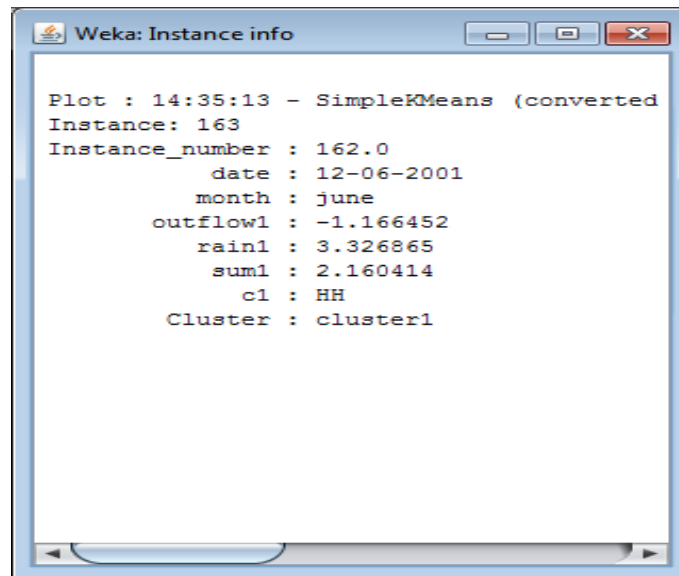 Weka: Instance info
Plot : 14:35:13 - SimpleKMeans (converted
Instance: 163
Instance_number : 162.0
date : 12-06-2001
month : june
outflow1 : -1.166452
rain1 : 3.326865
sum1 : 2.160414
c1 : HH
Cluster : cluster1